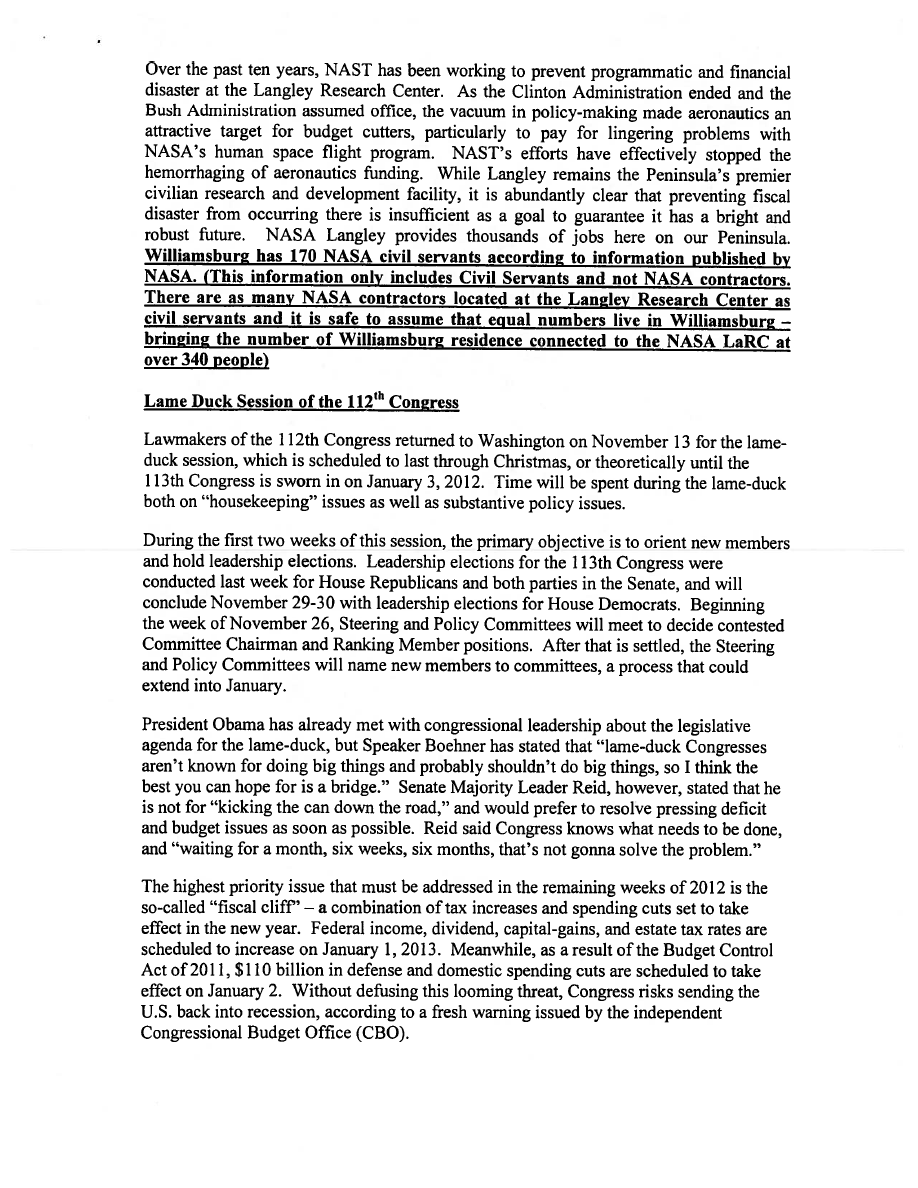 Over the past ten years, NAST has been working to prevent programmatic and financial
disaster at the Langley Research Center. As the Clinton Administration ended and the
Bush Administration assumed office, the vacuum in policy-making made aeronautics an
attractive target for budget cutters, particularly to pay for lingering problems with
NASA's human space flight program. NAST's efforts have effectively stopped the
hemorrhaging of aeronautics funding. While Langley remains the Peninsula's premier
civilian research and development facility, it is abundantly clear that preventing fiscal
disaster from occurring there is insufficient as a goal to guarantee it has a bright and
robust future. NASA Langley provides thousands of jobs here on our Peninsula.
Williamsburg has 170 NASA civil servants according to information published by
NASA. (This information only includes Civil Servants and not NASA contractors.
There are as many NASA contractors located at the Langley Research Center as
civil servants and it is safe to assume that equal numbers live in Williamsburg –
bringing the number of Williamsburg residence connected to the NASA LaRC at
over 340 people)
Lame Duck Session of the 112th Congress
Lawmakers of the 112th Congress returned to Washington on November 13 for the lame-
duck session, which is scheduled to last through Christmas, or theoretically until the
113th Congress is sworn in on January 3, 2012. Time will be spent during the lame-duck
both on “housekeeping” issues as well as substantive policy issues.
During the first two weeks of this session, the primary objective is to orient new members
and hold leadership elections. Leadership elections for the 113th Congress were
conducted last week for House Republicans and both parties in the Senate, and will
conclude November 29-30 with leadership elections for House Democrats. Beginning
the week of November 26, Steering and Policy Committees will meet to decide contested
Committee Chairman and Ranking Member positions. After that is settled, the Steering
and Policy Committees will name new members to committees, a process that could
extend into January.
President Obama has already met with congressional leadership about the legislative
agenda for the lame-duck, but Speaker Boehner has stated that “lame-duck Congresses
aren't known for doing big things and probably shouldn't do big things, so I think the
best you can hope for is a bridge.” Senate Majority Leader Reid, however, stated that he
is not for “kicking the can down the road,” and would prefer to resolve pressing deficit
and budget issues as soon as possible. Reid said Congress knows what needs to be done,
and “waiting for a month, six weeks, six months, that's not gonna solve the problem.”
The highest priority issue that must be addressed in the remaining weeks of 2012 is the
so-called “fiscal cliff” – a combination of tax increases and spending cuts set to take
effect in the new year. Federal income, dividend, capital-gains, and estate tax rates are
scheduled to increase on January 1, 2013. Meanwhile, as a result of the Budget Control
Act of 2011, $110 billion in defense and domestic spending cuts are scheduled to take
effect on January 2. Without defusing this looming threat, Congress risks sending the
U.S. back into recession, according to a fresh warning issued by the independent
Congressional Budget Office (CBO).